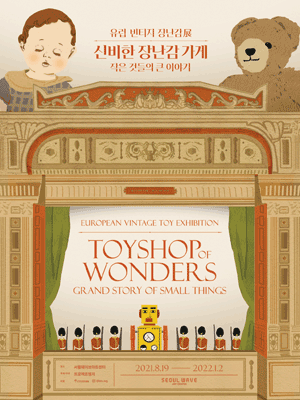 유럽 빈티지 장난감展
신비한 장난감 가게
작은 것들의 큰 이야기
EUROPEAN VINTAGE TOY EXHIBITION
TOYSHOP OF
WONDERS
GRAND STORY OF SMALL THINGS
2021.8.19 2022.1.2
SEOUL WAVE